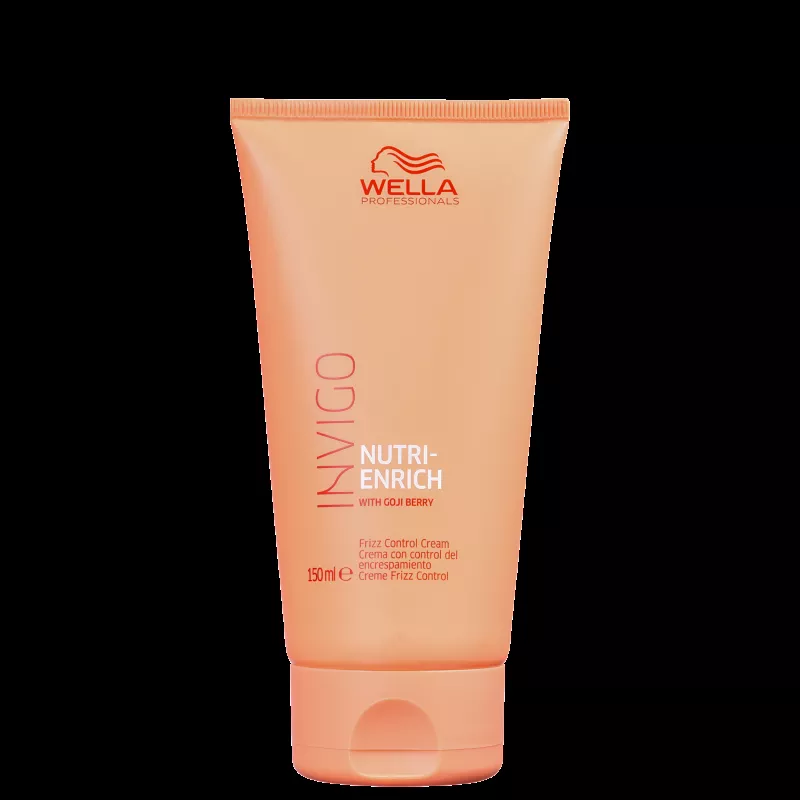 WELLA
PROFESSIONALS
INVIGO
NUTRI-
ENRICH
WITH GOJI BERRY
Frizz Control Cream
Crema con control del
encrespamiento
Creme Frizz Control
150 ml e